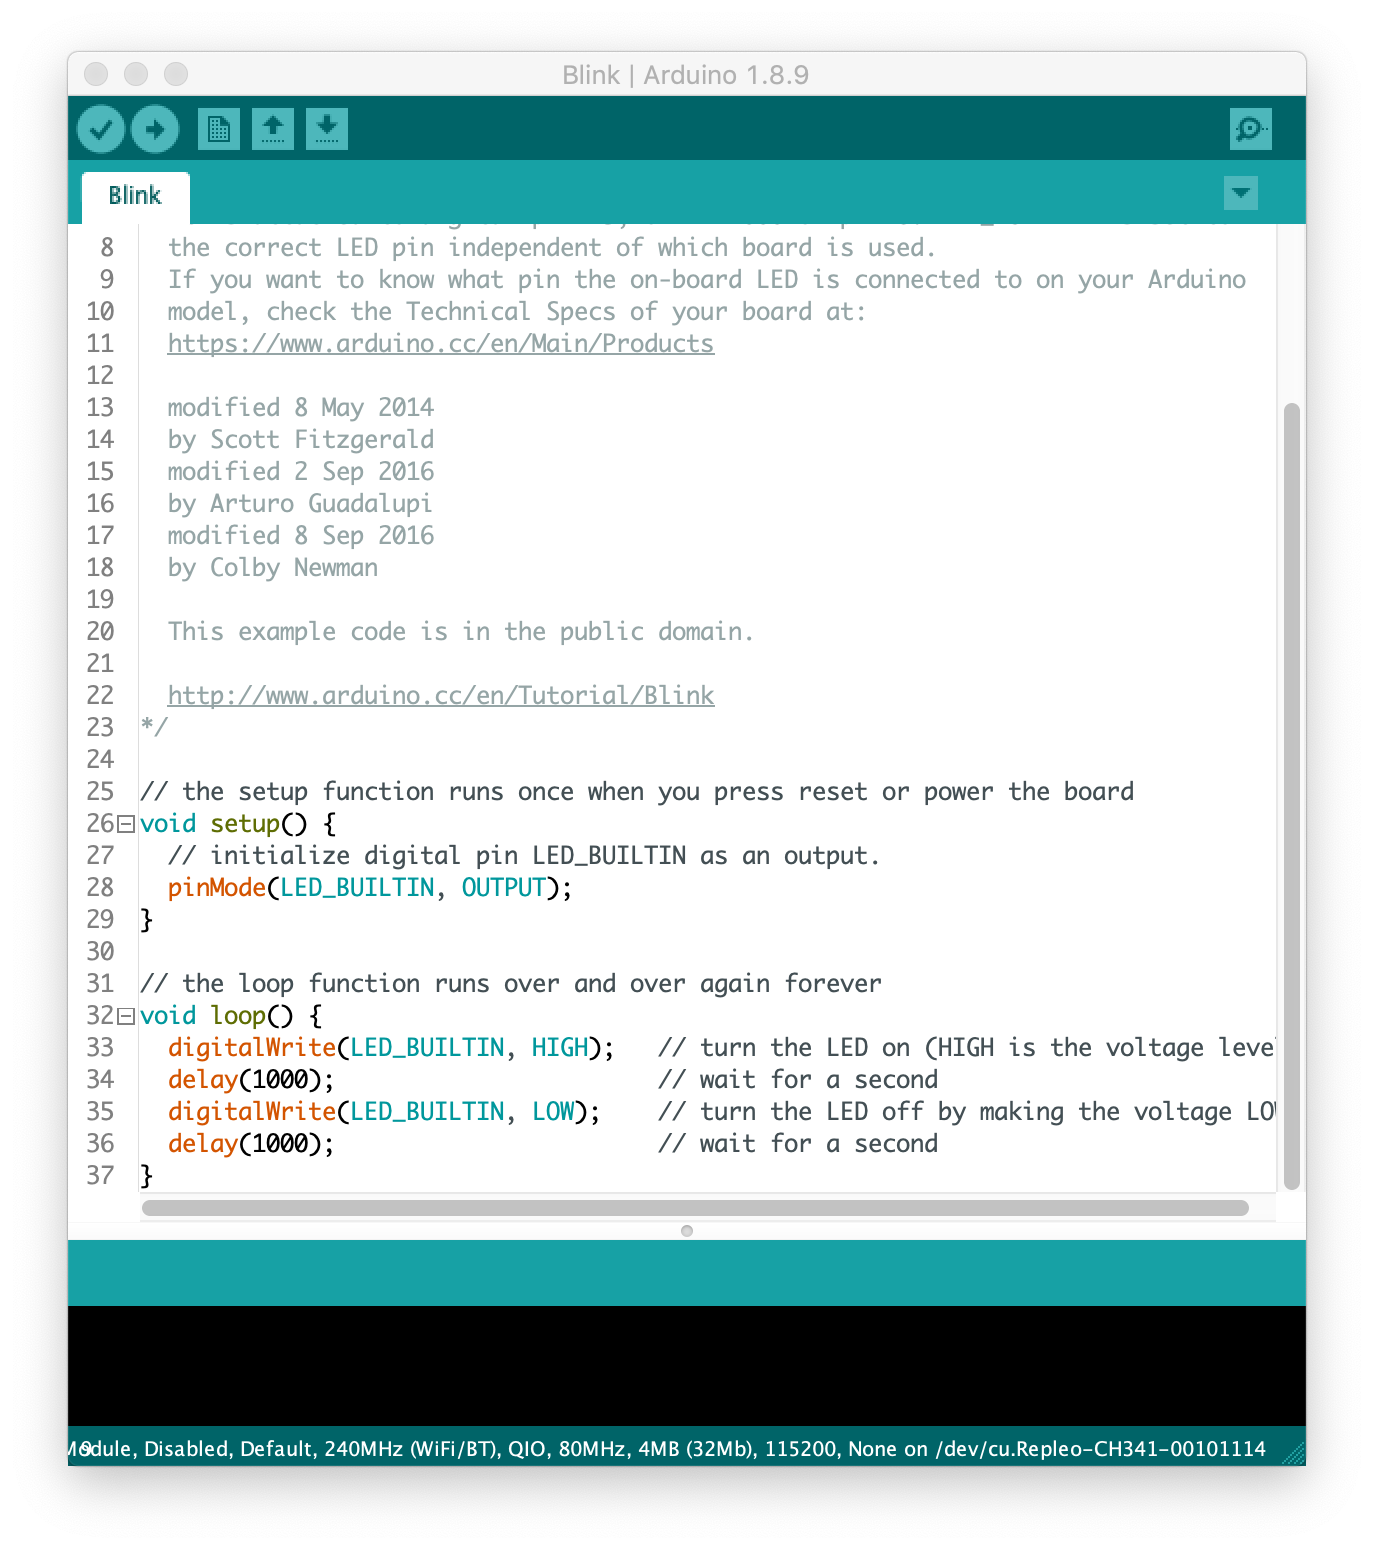 Blink | Arduino 1.8.9
Blink
8 the correct LED pin independent of which board is used.
9 If you want to know what pin the on-board LED is connected to on your Arduino
10 model, check the Technical Specs of your board at:
11 https://www.arduino.cc/en/Main/Products
12
13 modified 8 May 2014
14 by Scott Fitzgerald
15 modified 2 Sep 2016
16 by Arturo Guadalupi
17 modified 8 Sep 2016
18 by Colby Newman
19
20 This example code is in the public domain.
21
22 http://www.arduino.cc/en/Tutorial/Blink
23 */
24
25 // the setup function runs once when you press reset or power the board
26 void setup() {
27 // initialize digital pin LED_BUILTIN as an output.
28 pinMode(LED_BUILTIN, OUTPUT);
29 }
30
31 // the loop function runs over and over again forever
32 void loop() {
33 digitalWrite(LED_BUILTIN, HIGH); // turn the LED on (HIGH is the voltage leve
34 delay(1000); // wait for a second
35 digitalWrite(LED_BUILTIN, LOW); // turn the LED off by making the voltage LO
36 delay(1000); // wait for a second
37 }
Disabled, Default, 240MHz (WiFi/BT), QIO, 80MHz, 4MB (32Mb), 115200, None on /dev/cu.Repleo-CH341-00101114